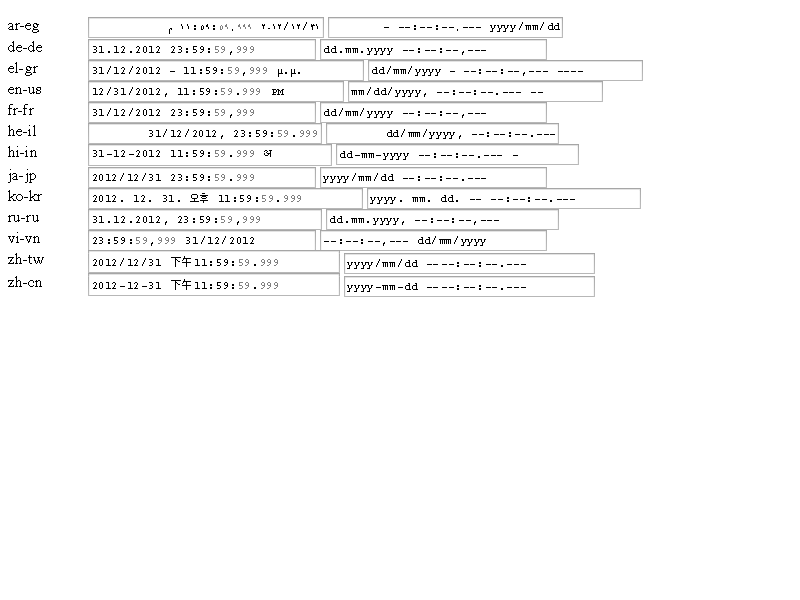 ar-eg ٢٠١٢/١٢/٣١ ١١:٥٩:٥٩.٩٩٩ م yyyy/mm/dd --:--:--.--- -
de-de 31.12.2012 23:59:59,999 dd.mm.yyyy --:--:--,---
el-gr 31/12/2012 - 11:59:59,999 μ.μ. dd/mm/yyyy - --:--:--,--- ----
en-us 12/31/2012, 11:59:59.999 PM mm/dd/yyyy, --:--:--.--- --
fr-fr 31/12/2012 23:59:59,999 dd/mm/yyyy --:--:--,---
he-il 31/12/2012, 23:59:59.999 dd/mm/yyyy, --:--:--.---
hi-in 31-12-2012 11:59:59.999 अ dd-mm-yyyy --:--:--.--- -
ja-jp 2012/12/31 23:59:59.999 yyyy/mm/dd --:--:--.---
ko-kr 2012. 12. 31. 오후 11:59:59.999 yyyy. mm. dd. -- --:--:--.---
ru-ru 31.12.2012, 23:59:59,999 dd.mm.yyyy, --:--:--,---
vi-vn 23:59:59,999 31/12/2012 --:--:--,--- dd/mm/yyyy
zh-tw 2012/12/31 下午11:59:59.999 yyyy/mm/dd ----:--:--.---
zh-cn 2012-12-31 下午11:59:59.999 yyyy-mm-dd ----:--:--.---